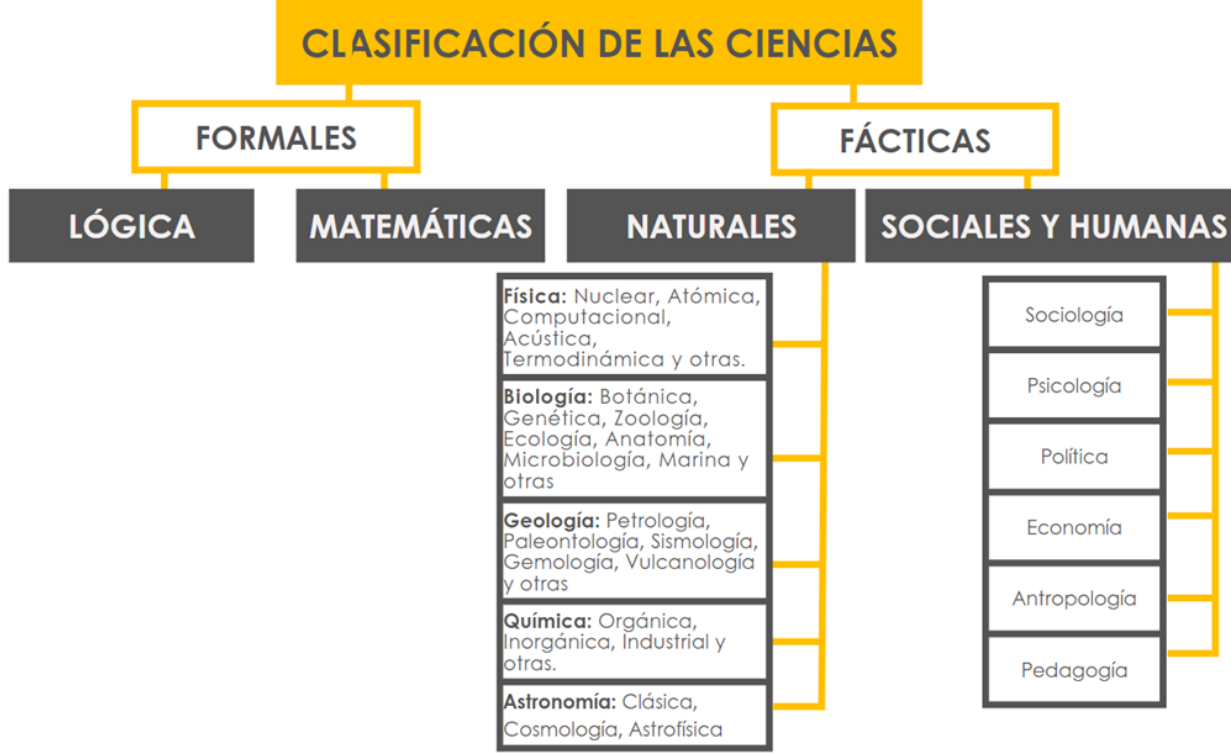 CLASIFICACIÓN DE LAS CIENCIAS
FORMALES
FÁCTICAS
LÓGICA
MATEMÁTICAS
NATURALES
SOCIALES Y HUMANAS
Física: Nuclear, Atómica,
Computacional,
Acústica,
Termodinámica y otras.
Biología: Botánica,
Genética, Zoología,
Ecología, Anatomía,
Microbiología, Marina y
otras
Geología: Petrología,
Paleontología, Sismología,
Gemología, Vulcanología
y otras
Química: Orgánica,
Inorgánica, Industrial y
otras.
Astronomía: Clásica,
Cosmología, Astrofísica
Sociología
Psicología
Política
Economía
Antropología
Pedagogía